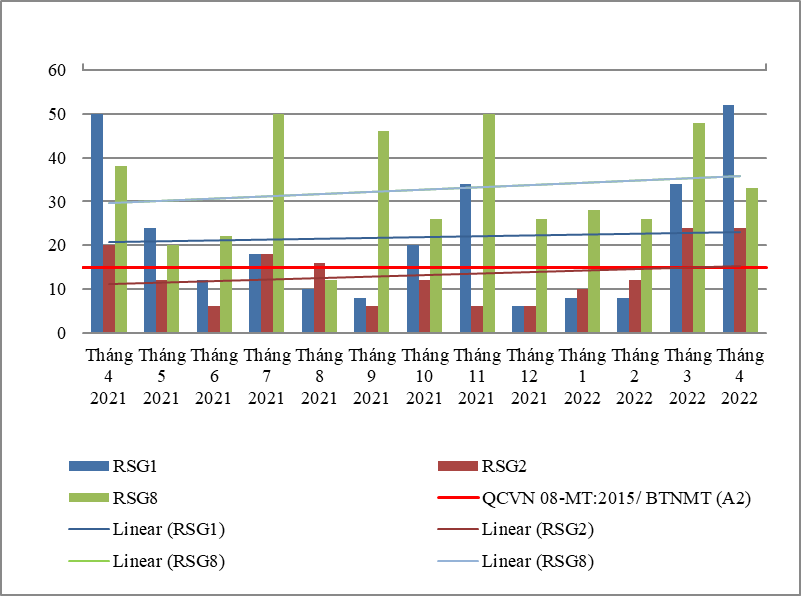 60
50
40
30
20
10
0
Tháng Tháng Tháng Tháng Tháng Tháng Tháng Tháng Tháng Tháng Tháng Tháng Tháng
4 5 6 7 8 9 10 11 12 1 2 3 4
2021 2021 2021 2021 2021 2021 2021 2021 2021 2022 2022 2022 2022
RSG1 RSG2
RSG8 QCVN 08-MT:2015/ BTNMT (A2)
Linear (RSG1) Linear (RSG2)
Linear (RSG8) Linear (RSG8)